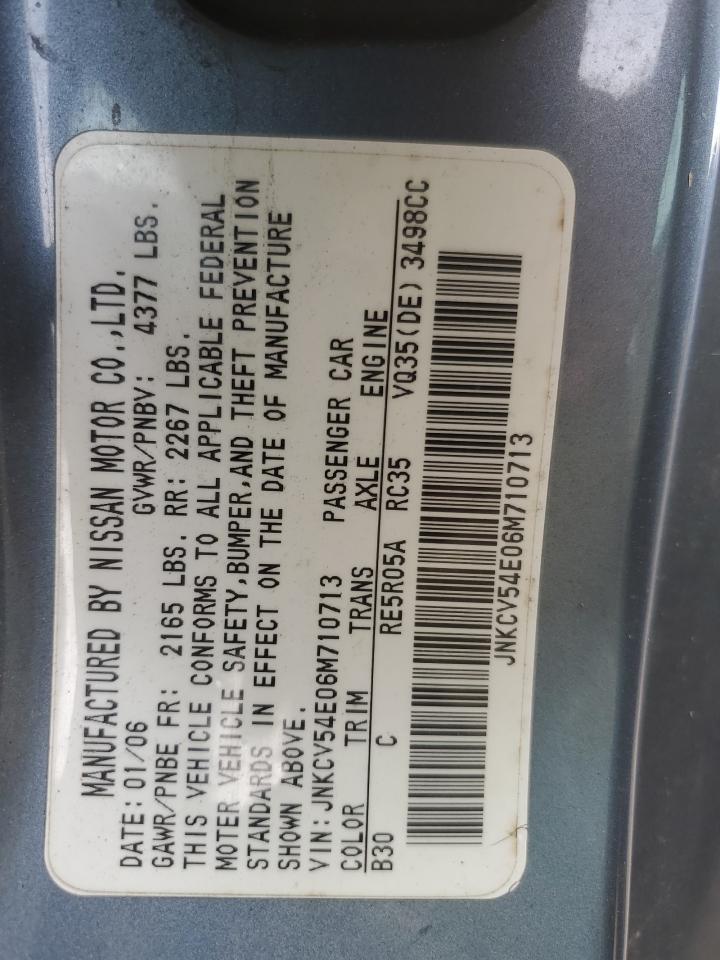 MANUFACTURED BY NISSAN MOTOR CO.,LTD.
DATE: 01/06 GVWR/PNBV: 4377 LBS.
GAWR/PNBE FR: 2165 LBS. RR: 2267 LBS.
THIS VEHICLE CONFORMS TO ALL APPLICABLE FEDERAL
MOTER VEHICLE SAFETY,BUMPER,AND THEFT PREVENTION
STANDARDS IN EFFECT ON THE DATE OF MANUFACTURE
SHOWN ABOVE.
VIN: JNKCV54E06M710713 PASSENGER CAR
COLOR TRIM TRANS AXLE ENGINE
B30 C RE5R05A RC35 VQ35(DE) 3498CC
JNKCV54E06M710713